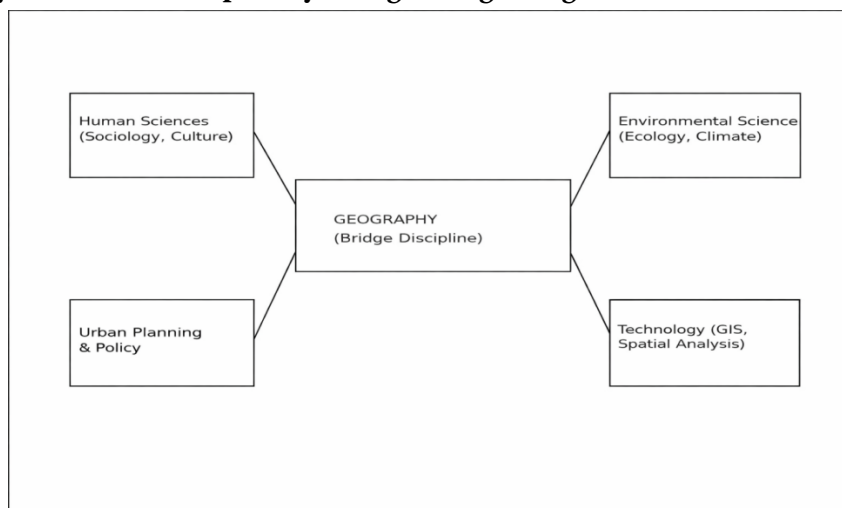 Human Sciences
(Sociology, Culture)
Environmental Science
(Ecology, Climate)
GEOGRAPHY
(Bridge Discipline)
Urban Planning
& Policy
Technology (GIS,
Spatial Analysis)